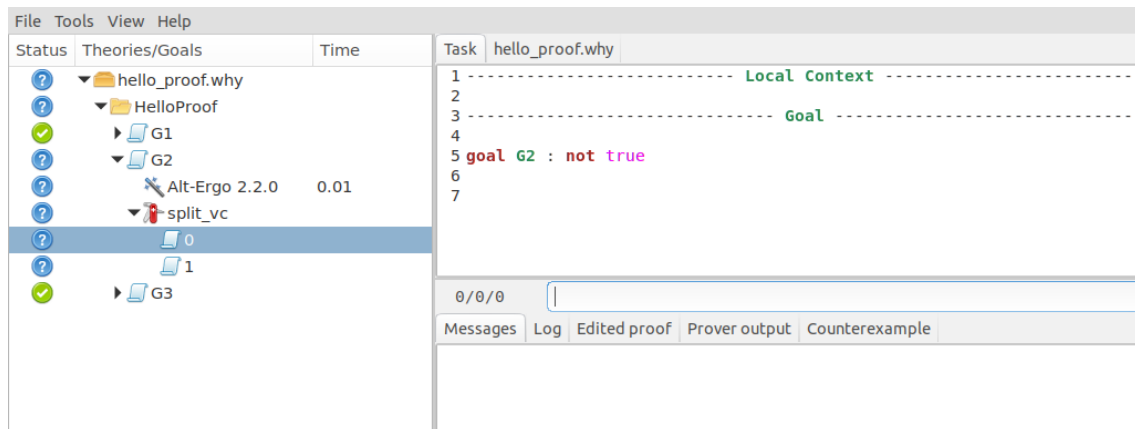 File Tools View Help
Status Theories/Goals Time
hello_proof.why
HelloProof
G1
G2
Alt-Ergo 2.2.0 0.01
split_vc
0
1
G3
Task hello_proof.why
1 --------------------------- Local Context -------------------------
2
3 ------------------------------- Goal ------------------------------
4
5 goal G2 : not true
6
7
0/0/0
Messages Log Edited proof Prover output Counterexample